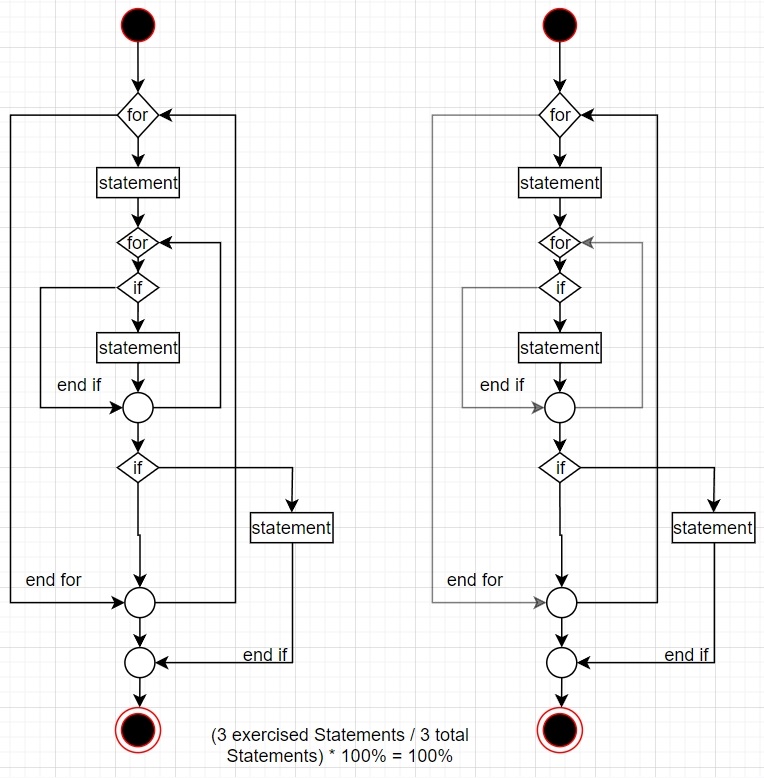 for
statement
for
if
statement
end if
if
statement
end for
end if
for
statement
for
if
statement
end if
if
statement
end for
end if
(3 exercised Statements / 3 total
Statements) * 100% = 100%